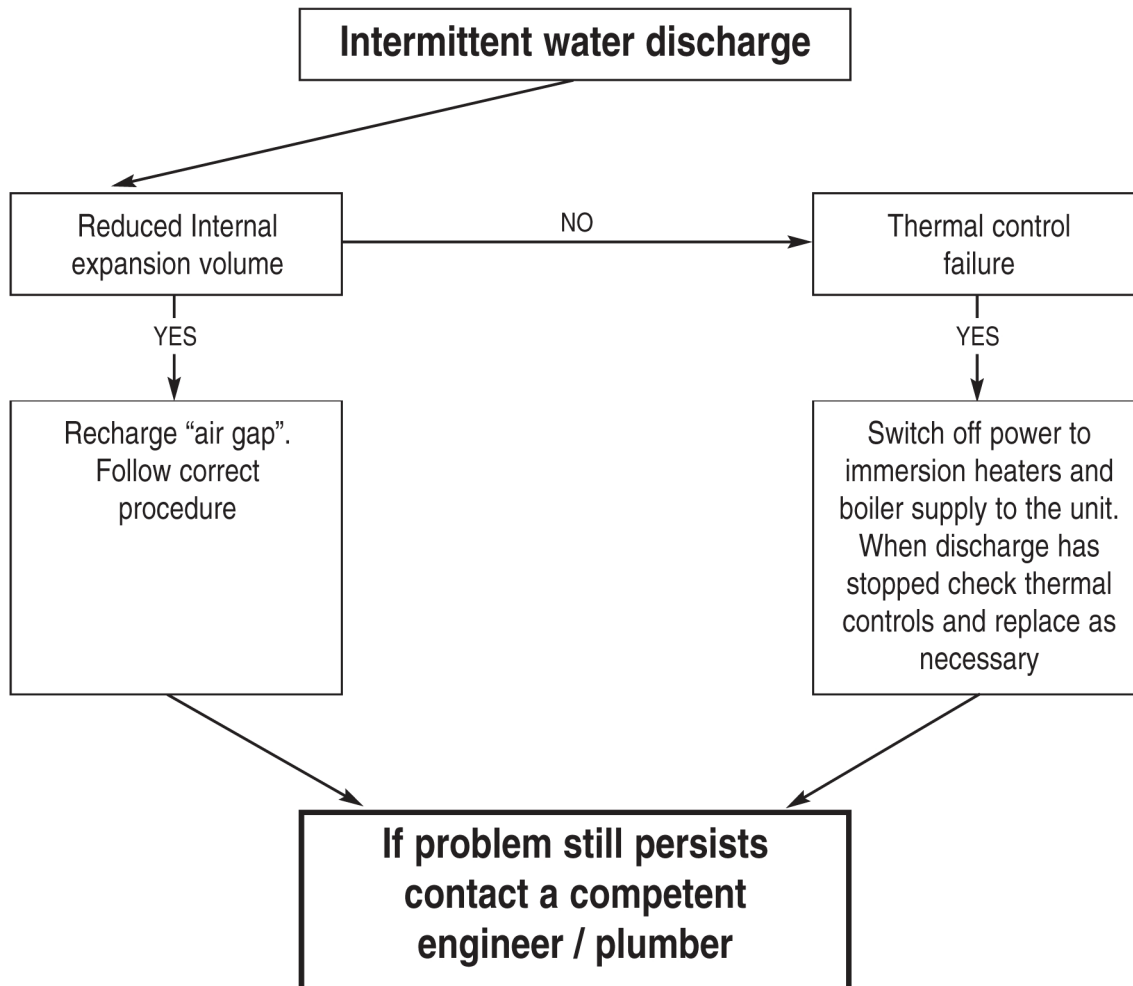 Intermittent water discharge
Reduced Internal
expansion volume
NO
Thermal control
failure
YES
YES
Recharge “air gap”.
Follow correct
procedure
Switch off power to
immersion heaters and
boiler supply to the unit.
When discharge has
stopped check thermal
controls and replace as
necessary
If problem still persists
contact a competent
engineer / plumber